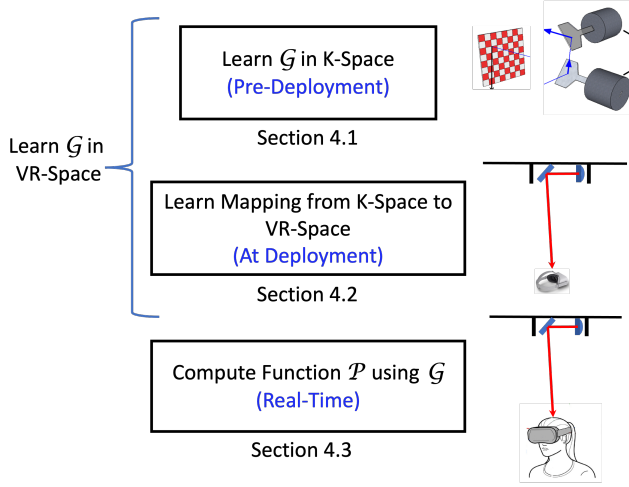 Learn 𝒢 in K-Space
(Pre-Deployment)
Section 4.1
Learn 𝒢 in
VR-Space
Learn Mapping from K-Space to
VR-Space
(At Deployment)
Section 4.2
Compute Function 𝒫 using 𝒢
(Real-Time)
Section 4.3